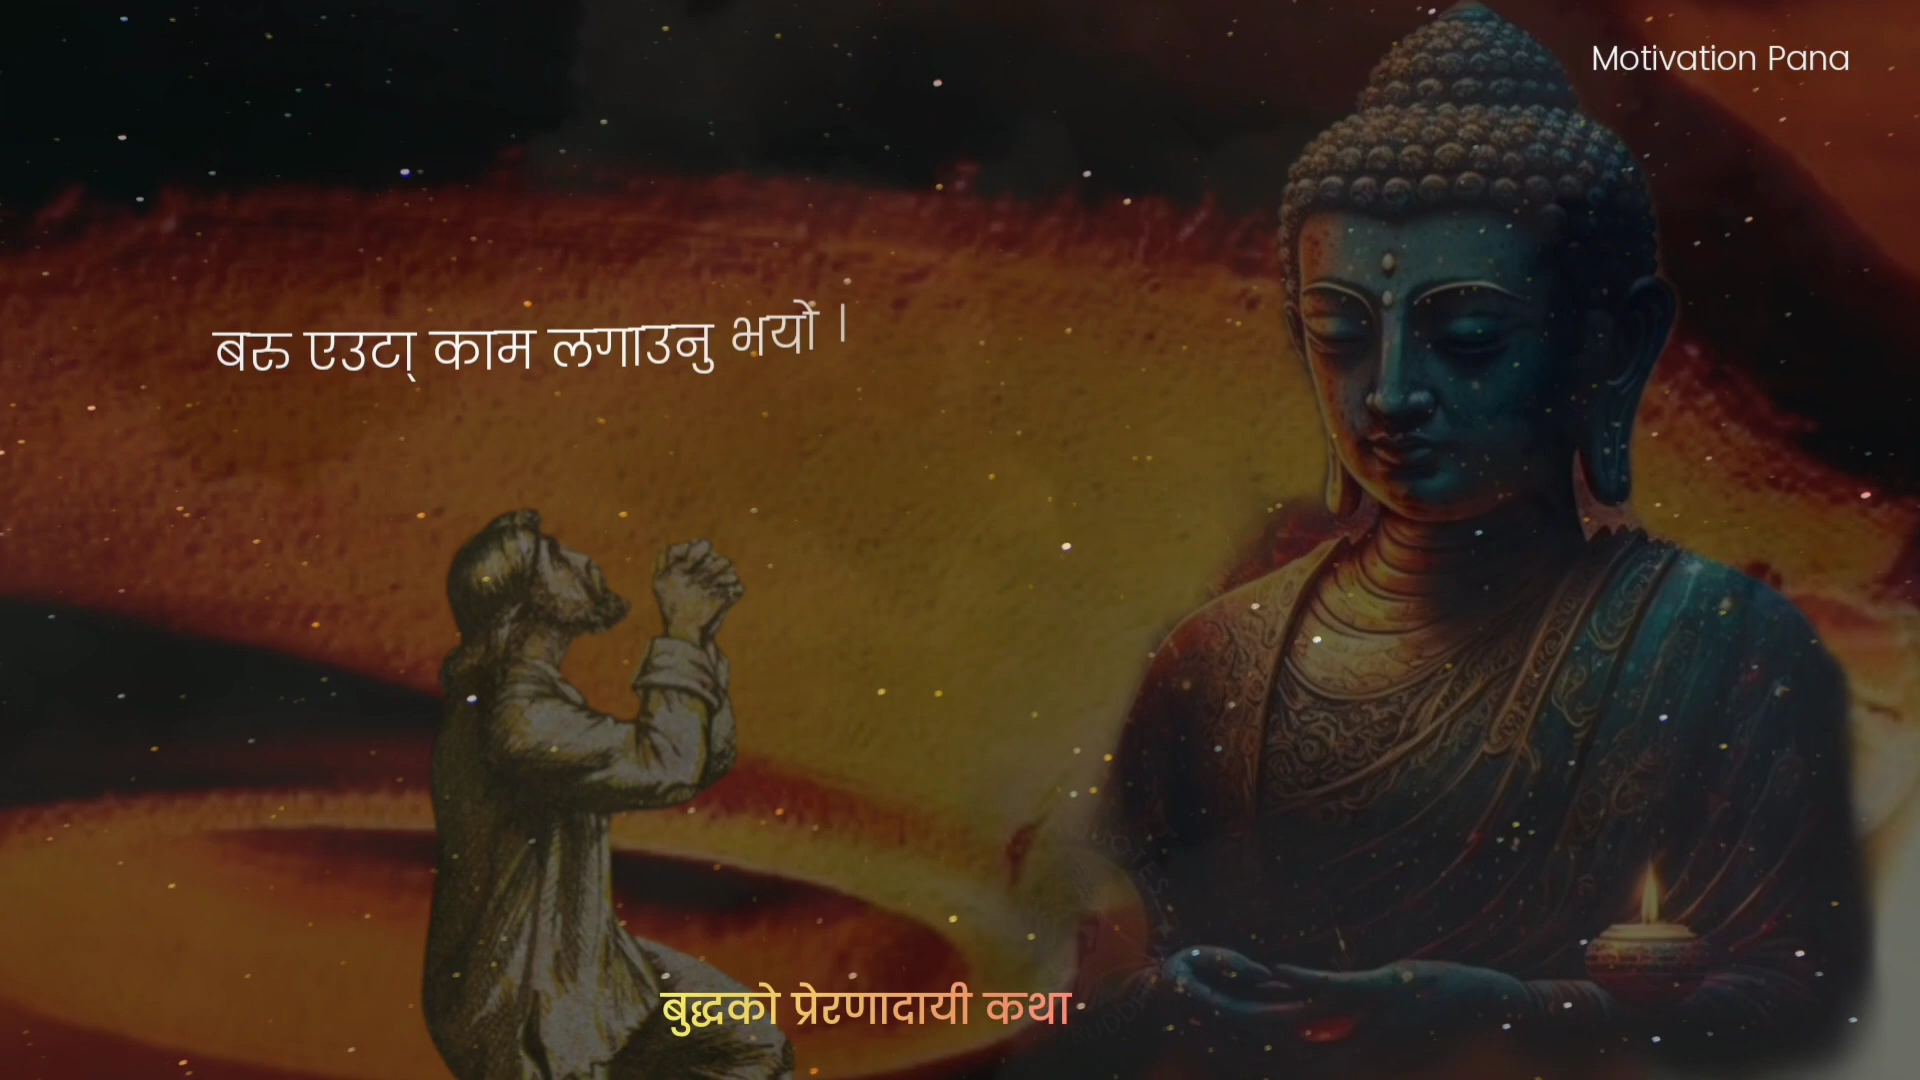 Motivation Pana
बरु एउटा् काम लगाउनु भयो ।
बुद्धको प्रेरणादायी कथा